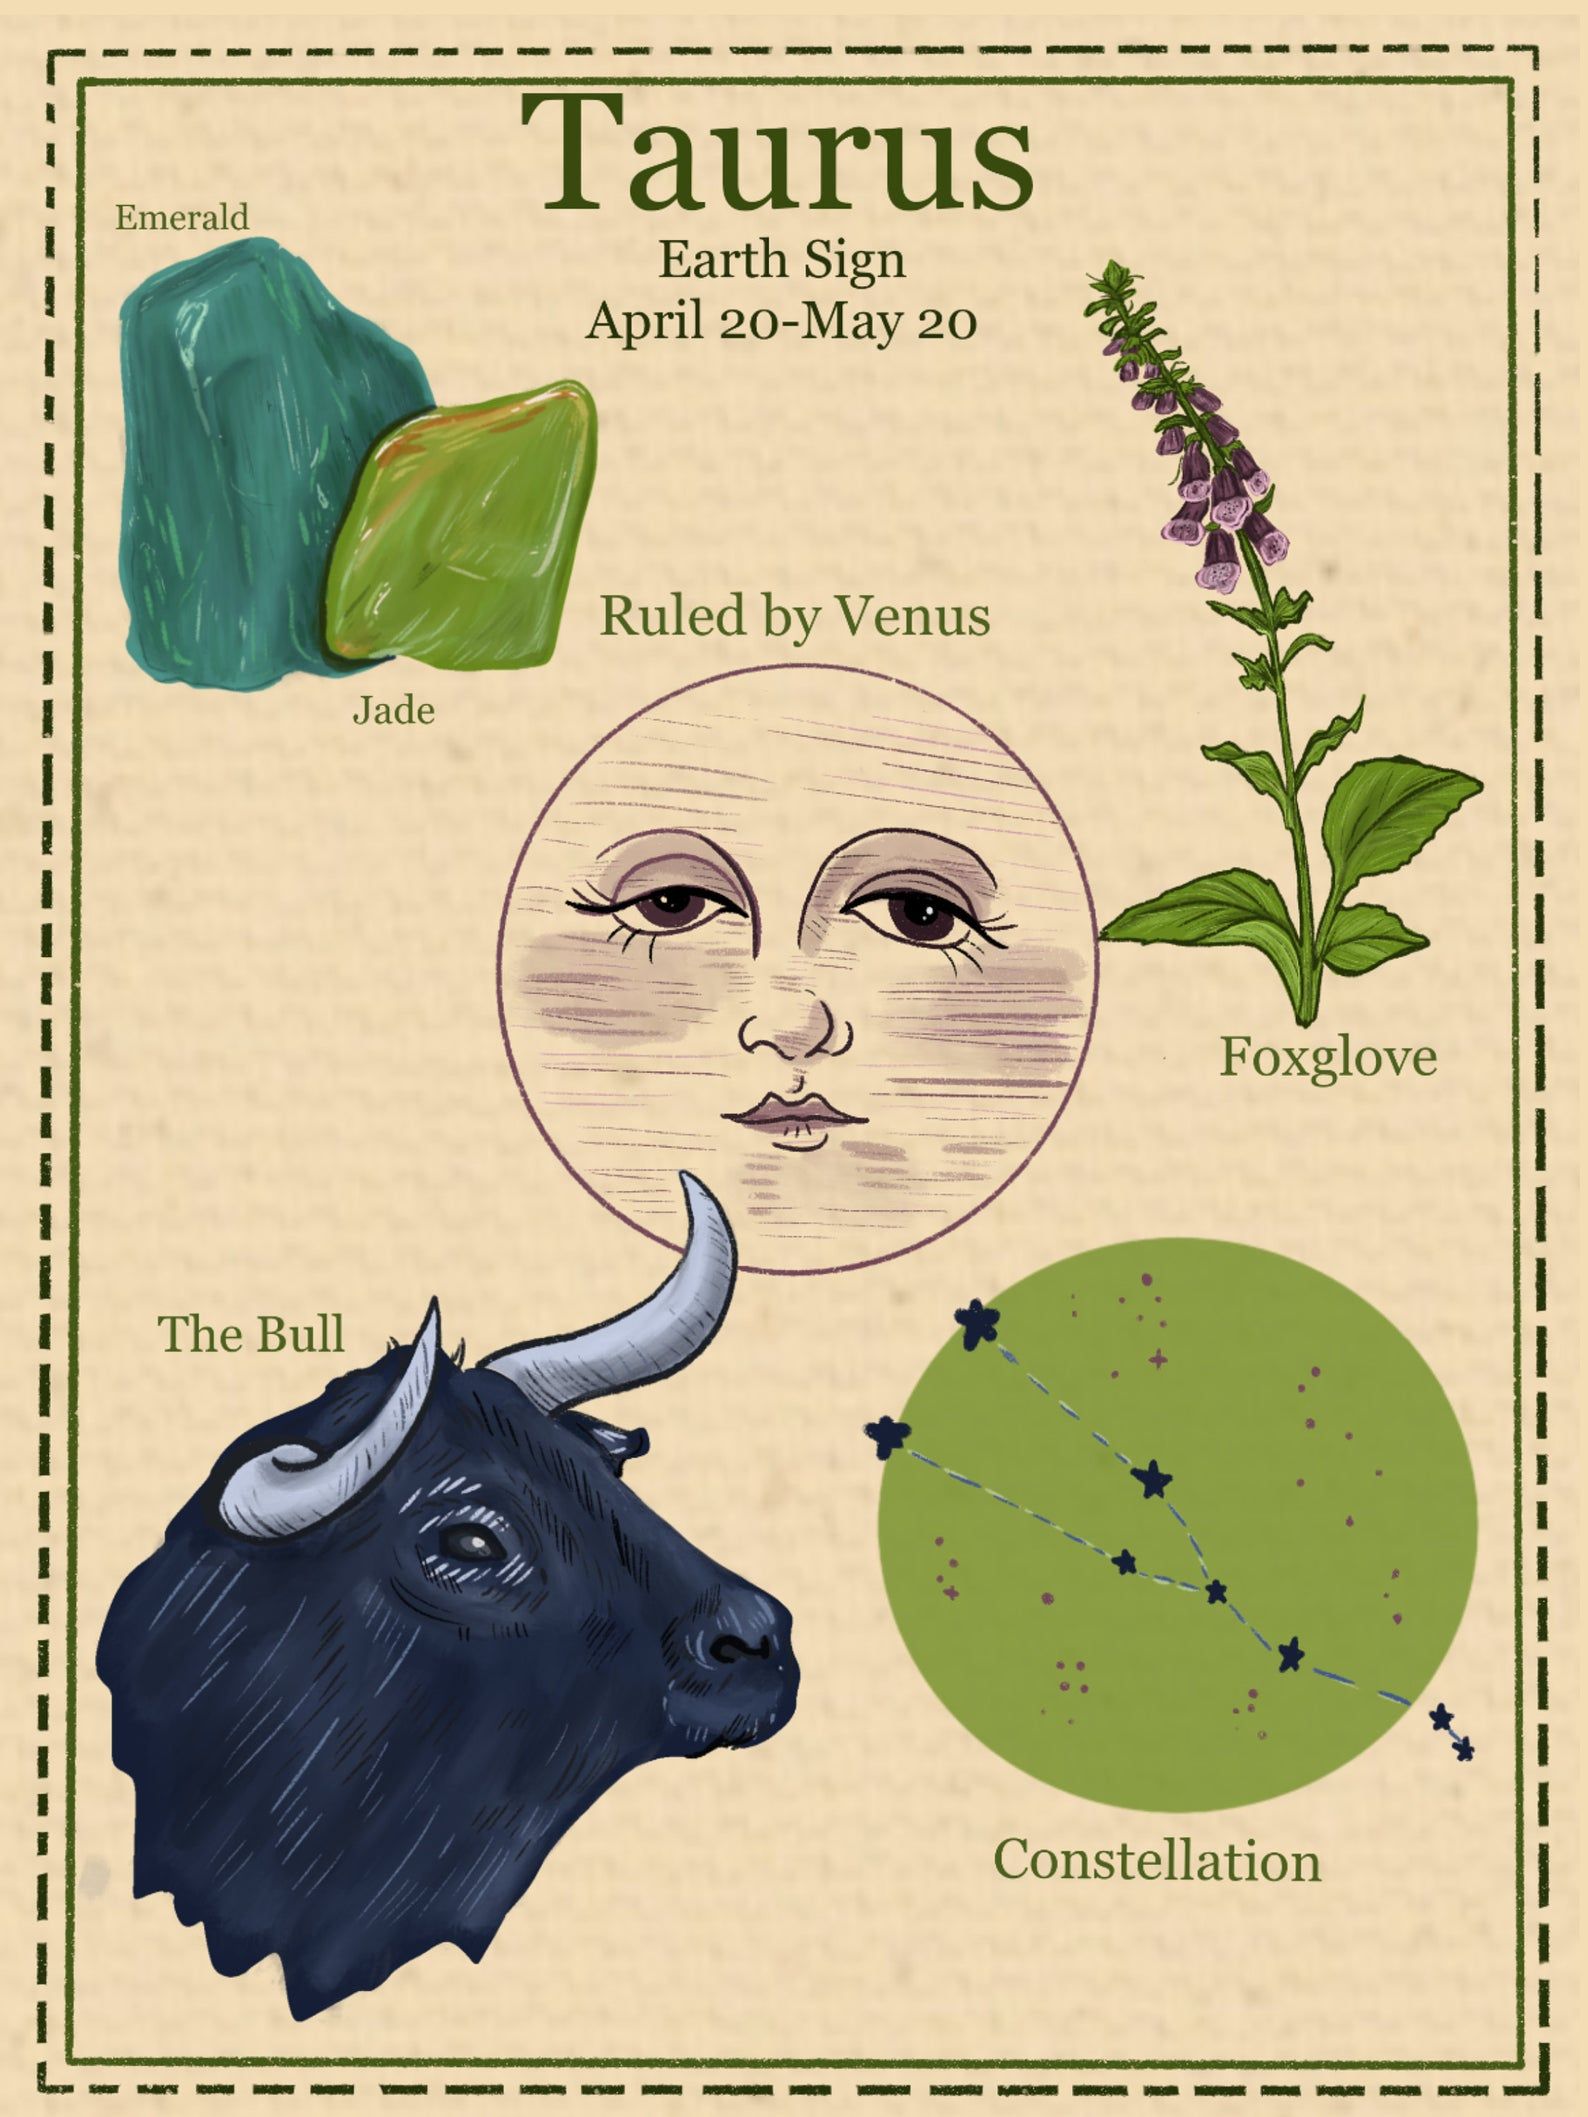 Taurus
Earth Sign
April 20-May 20
Emerald
Jade
Ruled by Venus
Foxglove
The Bull
Constellation